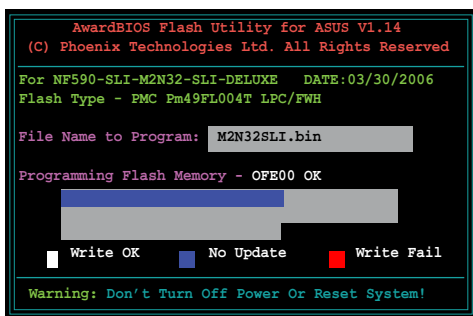 AwardBIOS Flash Utility for ASUS V1.14
(C) Phoenix Technologies Ltd. All Rights Reserved
For NF590-SLI-M2N32-SLI-DELUXE DATE:03/30/2006
Flash Type - PMC Pm49FL004T LPC/FWH
File Name to Program: M2N32SLI.bin
Programming Flash Memory - OFE00 OK
Write OK No Update Write Fail
Warning: Don't Turn Off Power Or Reset System!